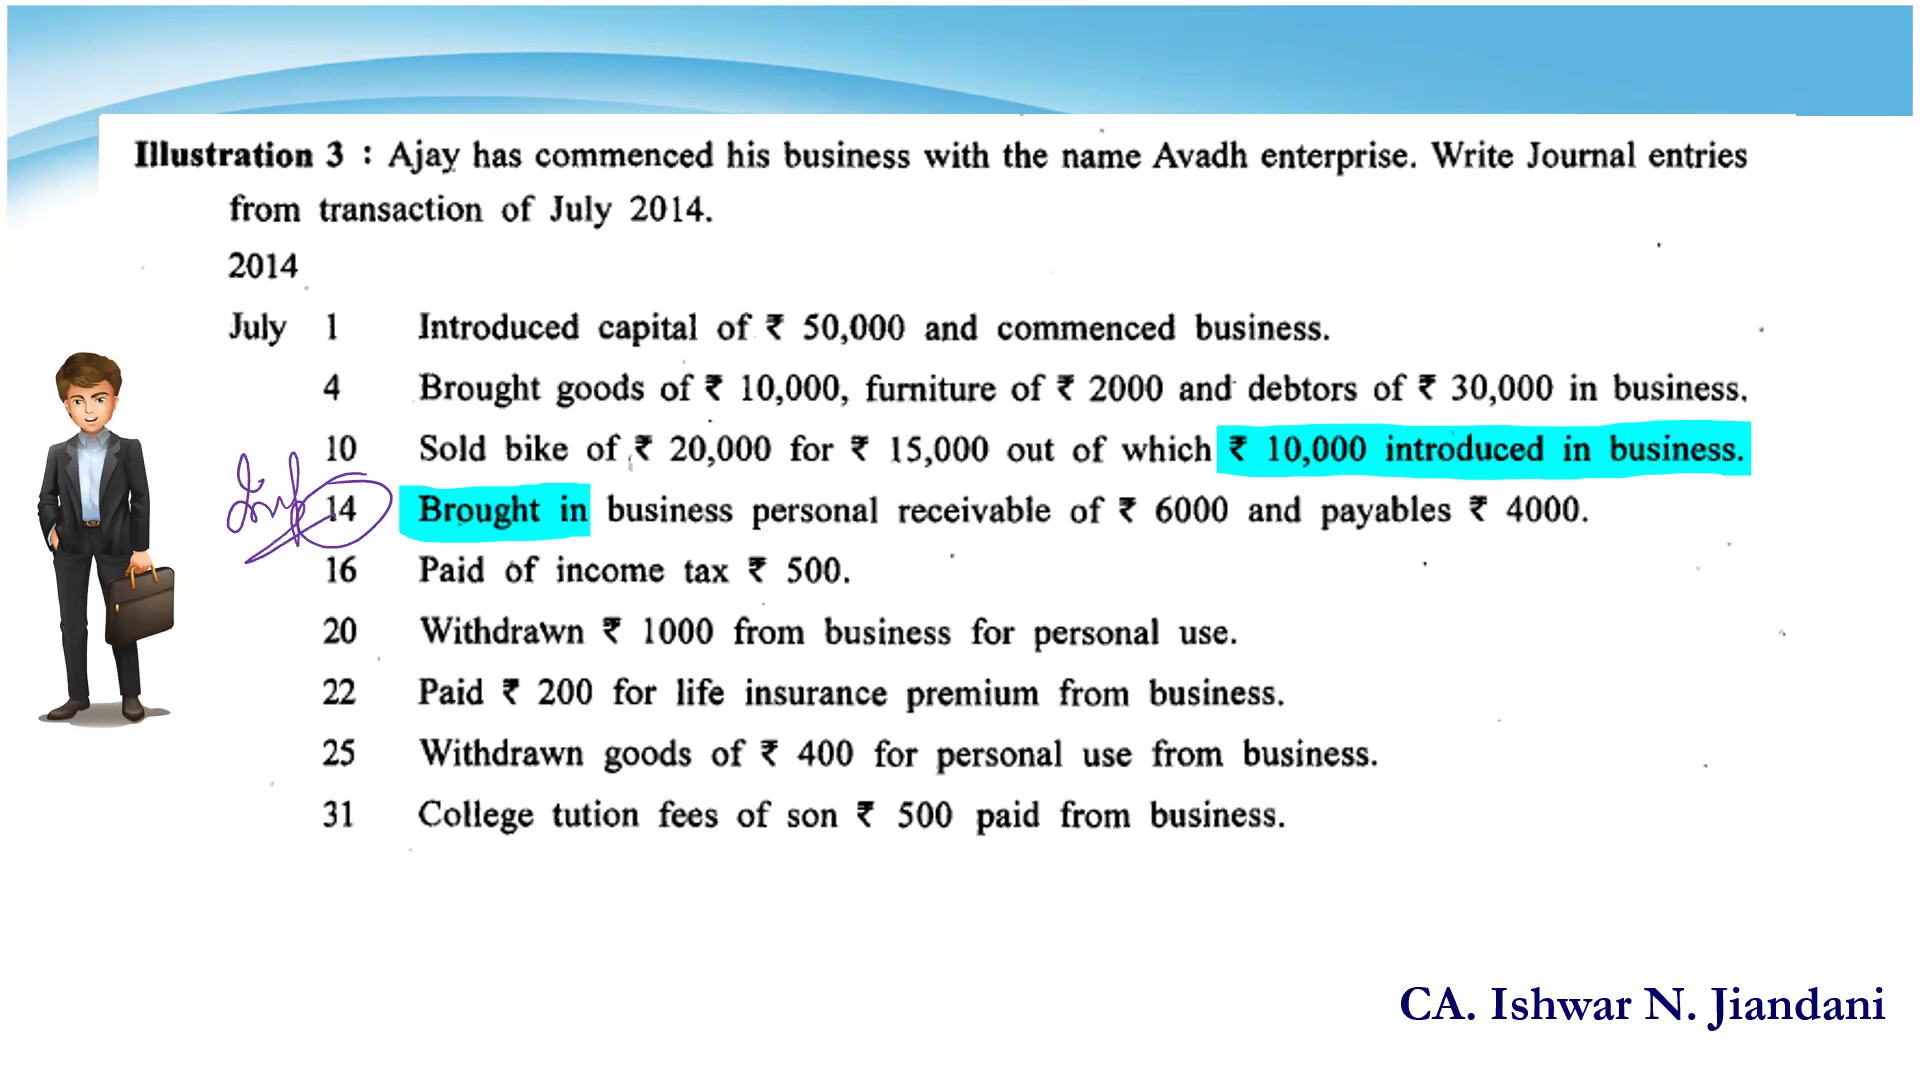 Illustration 3 : Ajay has commenced his business with the name Avadh enterprise. Write Journal entries
from transaction of July 2014.
2014
July 1 Introduced capital of ₹ 50,000 and commenced business.
4 Brought goods of ₹ 10,000, furniture of ₹ 2000 and debtors of ₹ 30,000 in business.
10 Sold bike of ₹ 20,000 for ₹ 15,000 out of which ₹ 10,000 introduced in business.
Imp 14 Brought in business personal receivable of ₹ 6000 and payables ₹ 4000.
16 Paid of income tax ₹ 500.
20 Withdrawn ₹ 1000 from business for personal use.
22 Paid ₹ 200 for life insurance premium from business.
25 Withdrawn goods of ₹ 400 for personal use from business.
31 College tution fees of son ₹ 500 paid from business.
CA. Ishwar N. Jiandani